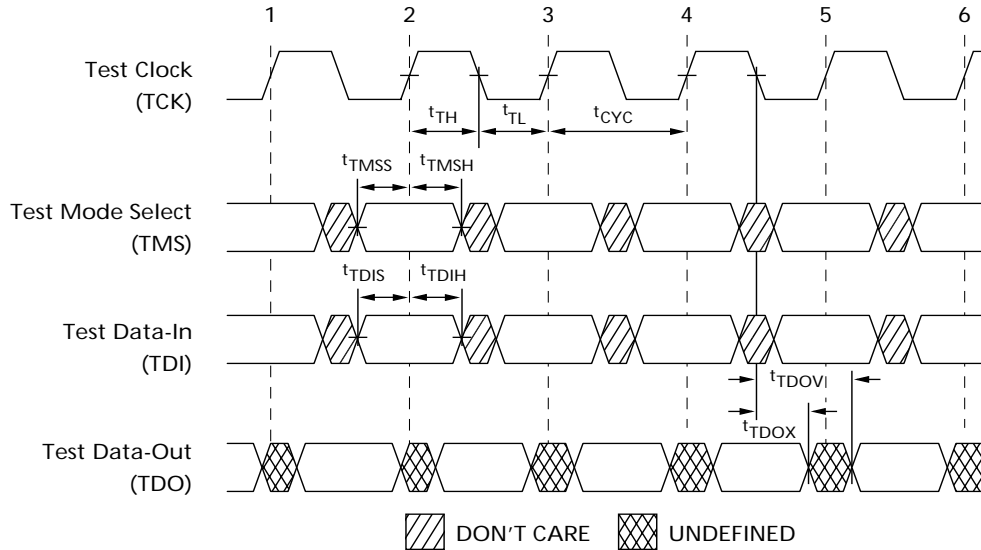 1 2 3 4 5 6
Test Clock
(TCK)
tTH tTL tCYC
tTMSS tTMSH
Test Mode Select
(TMS)
tTDIS tTDIH
Test Data-In
(TDI)
tTDOV
tTDOX
Test Data-Out
(TDO)
DON'T CARE UNDEFINED